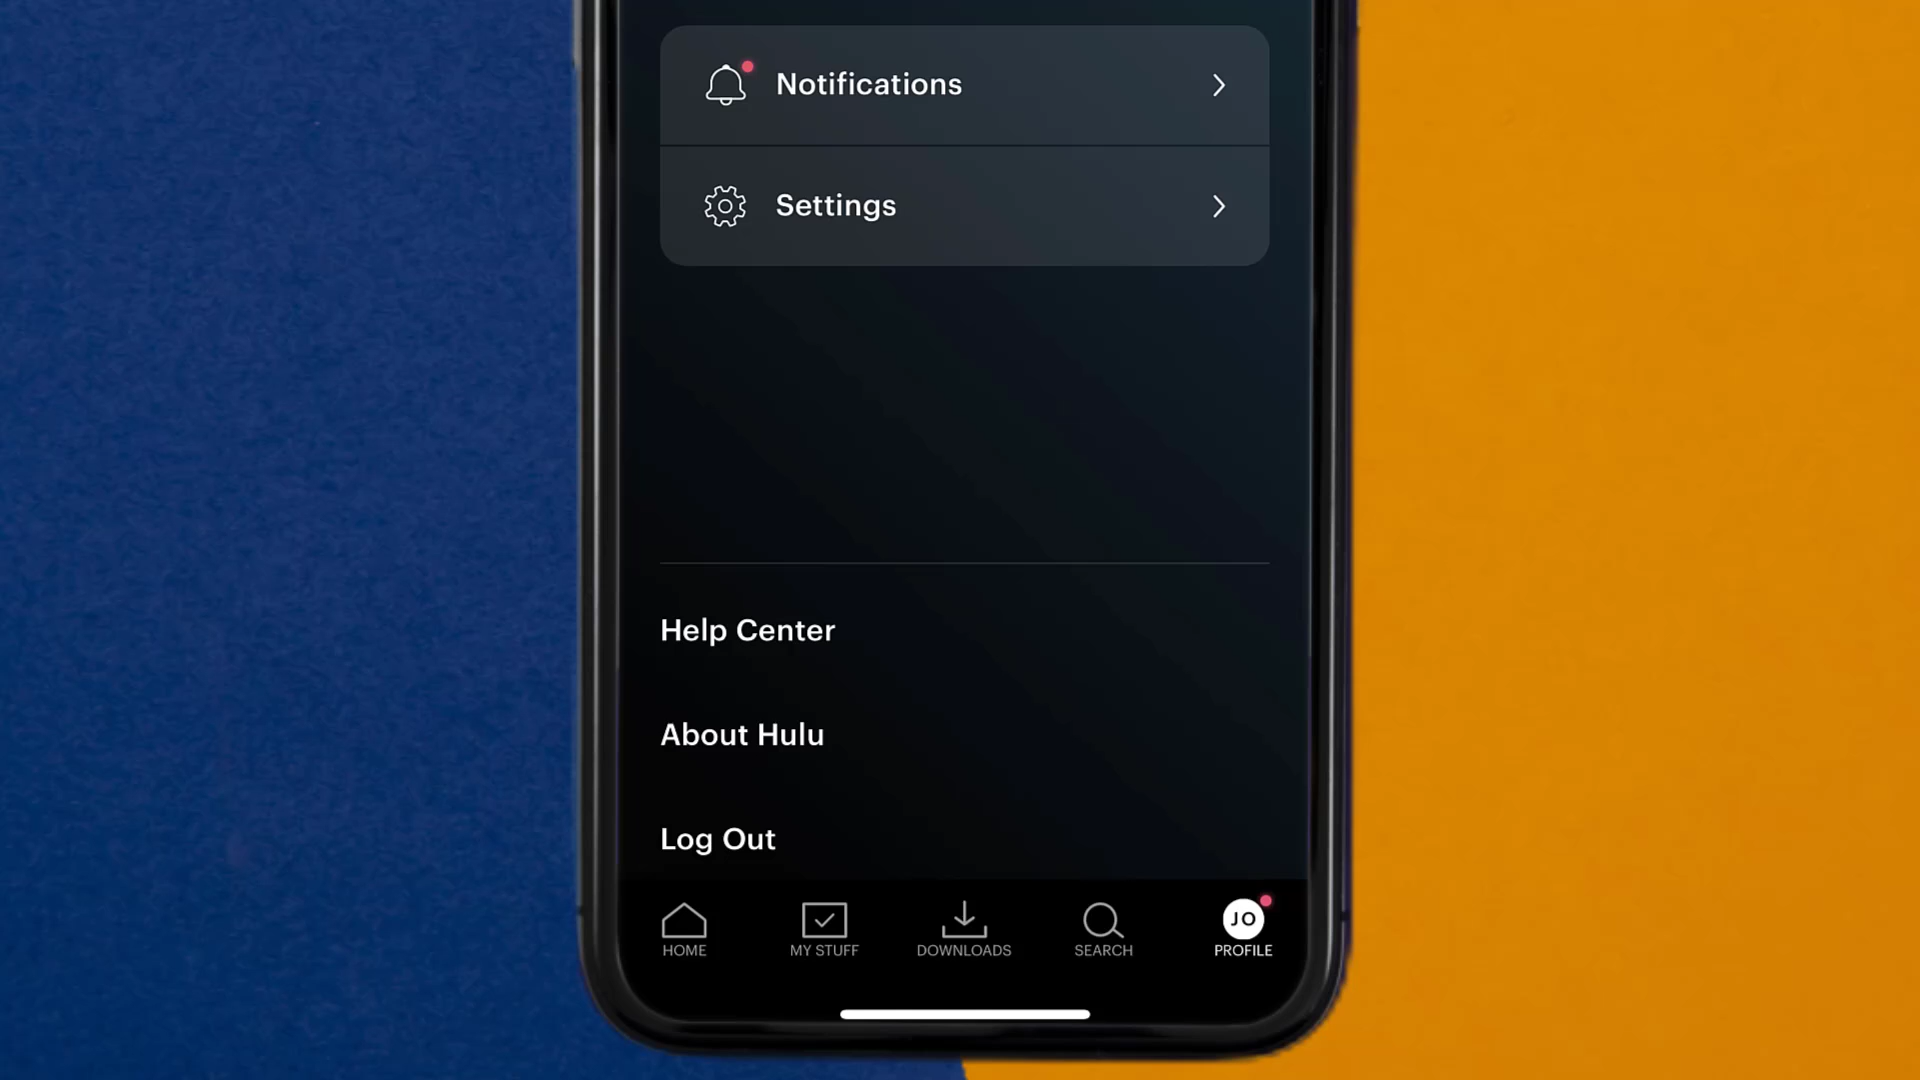 Notifications
Settings
Help Center
About Hulu
Log Out
JO
HOME
MY STUFF
DOWNLOADS
SEARCH
PROFILE